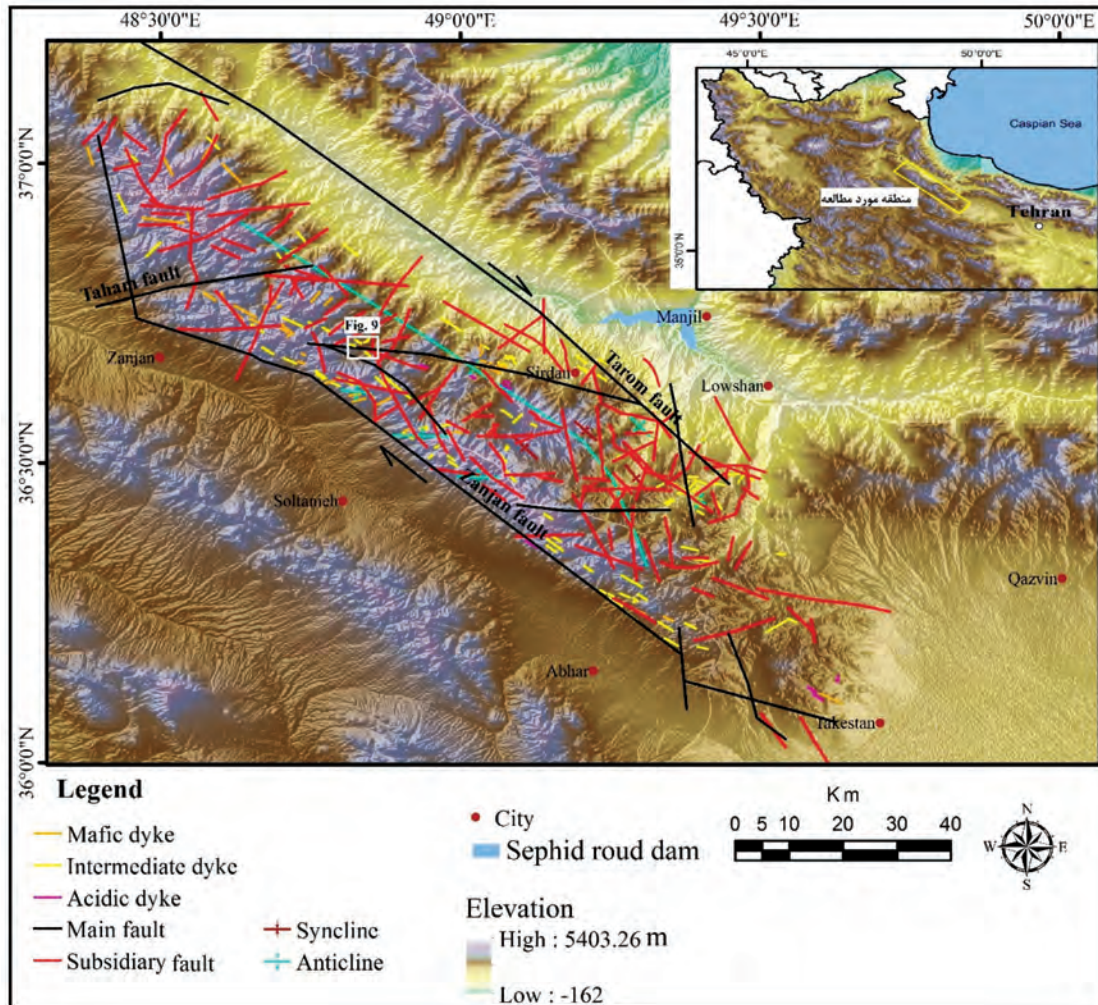 48°30'0"E
49°0'0"E
49°30'0"E
50°0'0"E
45°0'0"E
50°0'0"E
Caspian Sea
37°0'0"N
منطقه مورد مطالعه
Tehran
35°0'0"N
Taham fault
Fig. 9
Manjil
Zanjan
Sirdan
Tarom fault
Lowshan
36°30'0"N
Soltanieh
Zanjan fault
Qazvin
Abhar
Takestan
36°0'0"N
Legend
Mafic dyke
Intermediate dyke
Acidic dyke
Main fault
Subsidiary fault
Syncline
Anticline
City
Sephid roud dam
Elevation
High : 5403.26 m
Low : -162
Km
0 5 10 20 30 40
N
W E
S